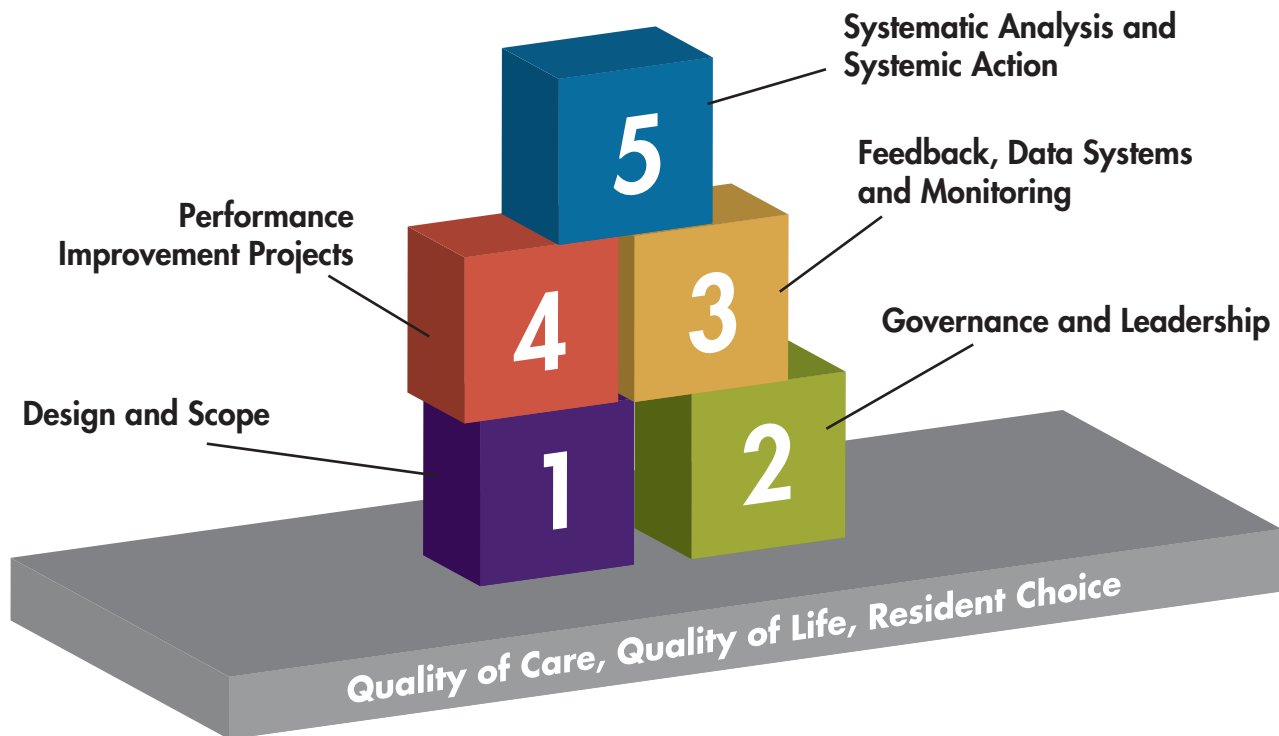 Systematic Analysis and
Systemic Action
5
Feedback, Data Systems
and Monitoring
Performance
Improvement Projects
4
3
Governance and Leadership
Design and Scope
1
2
Quality of Care, Quality of Life, Resident Choice